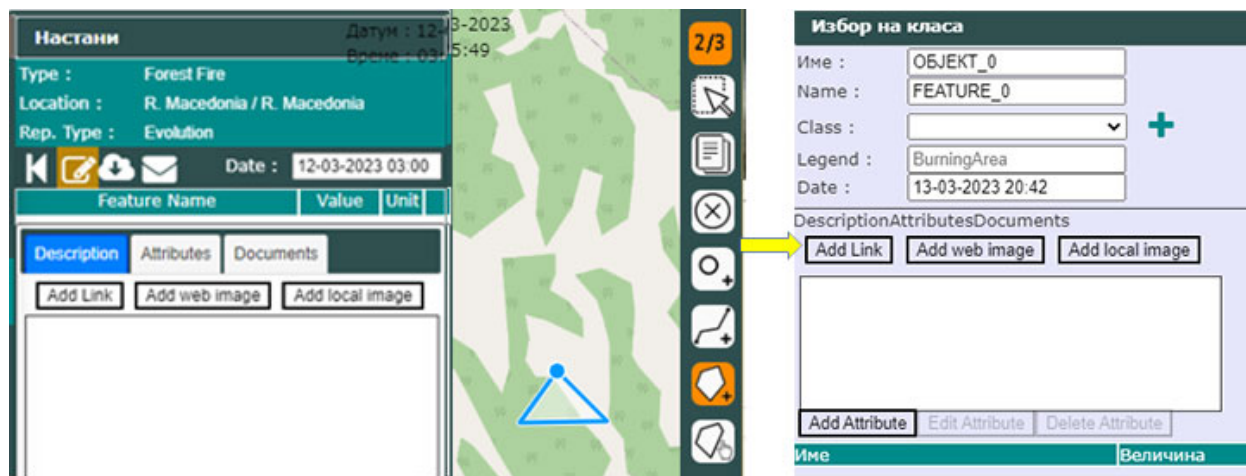 Настани
Датум : 12-03-2023
Време : 03:15:49
Type : Forest Fire
Location : R. Macedonia / R. Macedonia
Rep. Type : Evolution
Date : 12-03-2023 03:00
Feature Name Value Unit
Description Attributes Documents
Add Link Add web image Add local image
2/3
Избор на класа
Име : ОБЈЕКТ_0
Name : FEATURE_0
Class :
Legend : BurningArea
Date : 13-03-2023 20:42
DescriptionAttributesDocuments
Add Link Add web image Add local image
Add Attribute Edit Attribute Delete Attribute
Име Величина